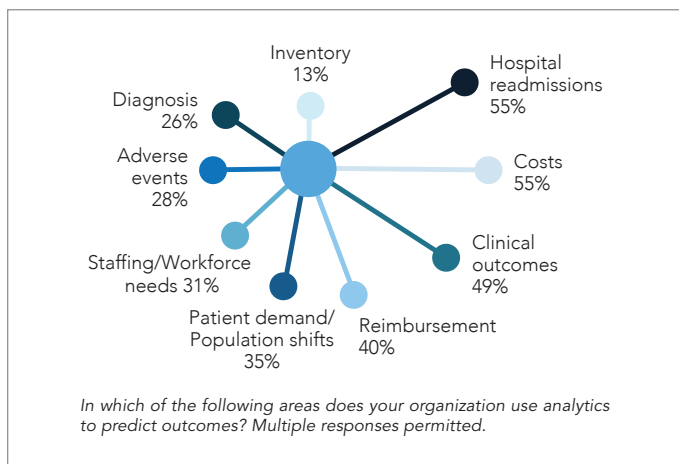 Inventory
13%
Hospital
readmissions
55%
Diagnosis
26%
Adverse
events
28%
Costs
55%
Staffing/Workforce
needs 31%
Clinical
outcomes
49%
Patient demand/
Population shifts
35%
Reimbursement
40%
In which of the following areas does your organization use analytics
to predict outcomes? Multiple responses permitted.